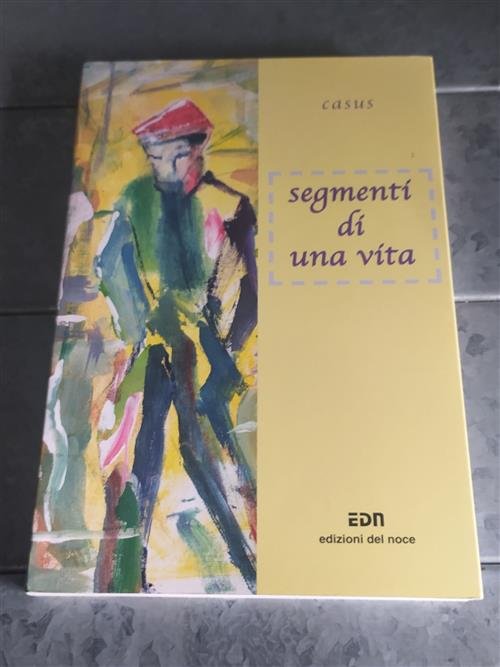 casus
segmenti
di
una vita
EDN
edizioni del noce